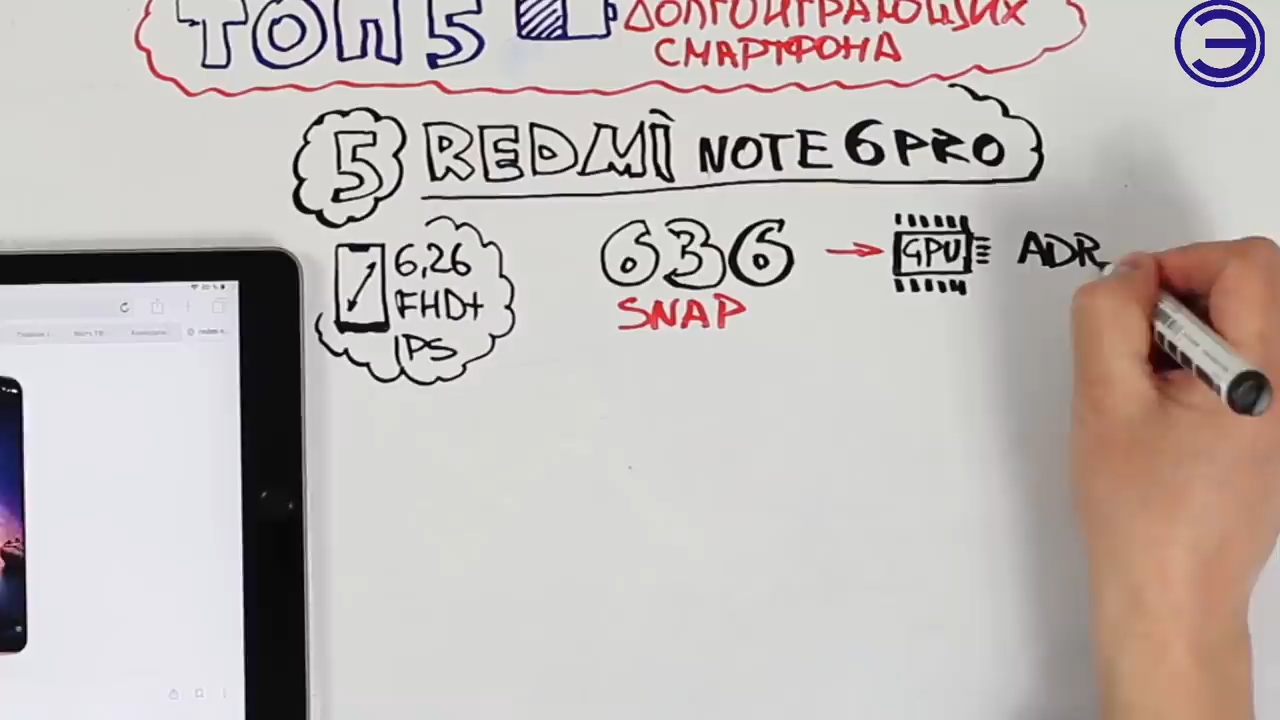 ТОП 5 ДОЛГОИГРАЮЩИХ
СМАРТФОНА
Э
5 REDMI NOTE 6 PRO
6,26
FHD+
IPS
636
SNAP
GPU
ADR